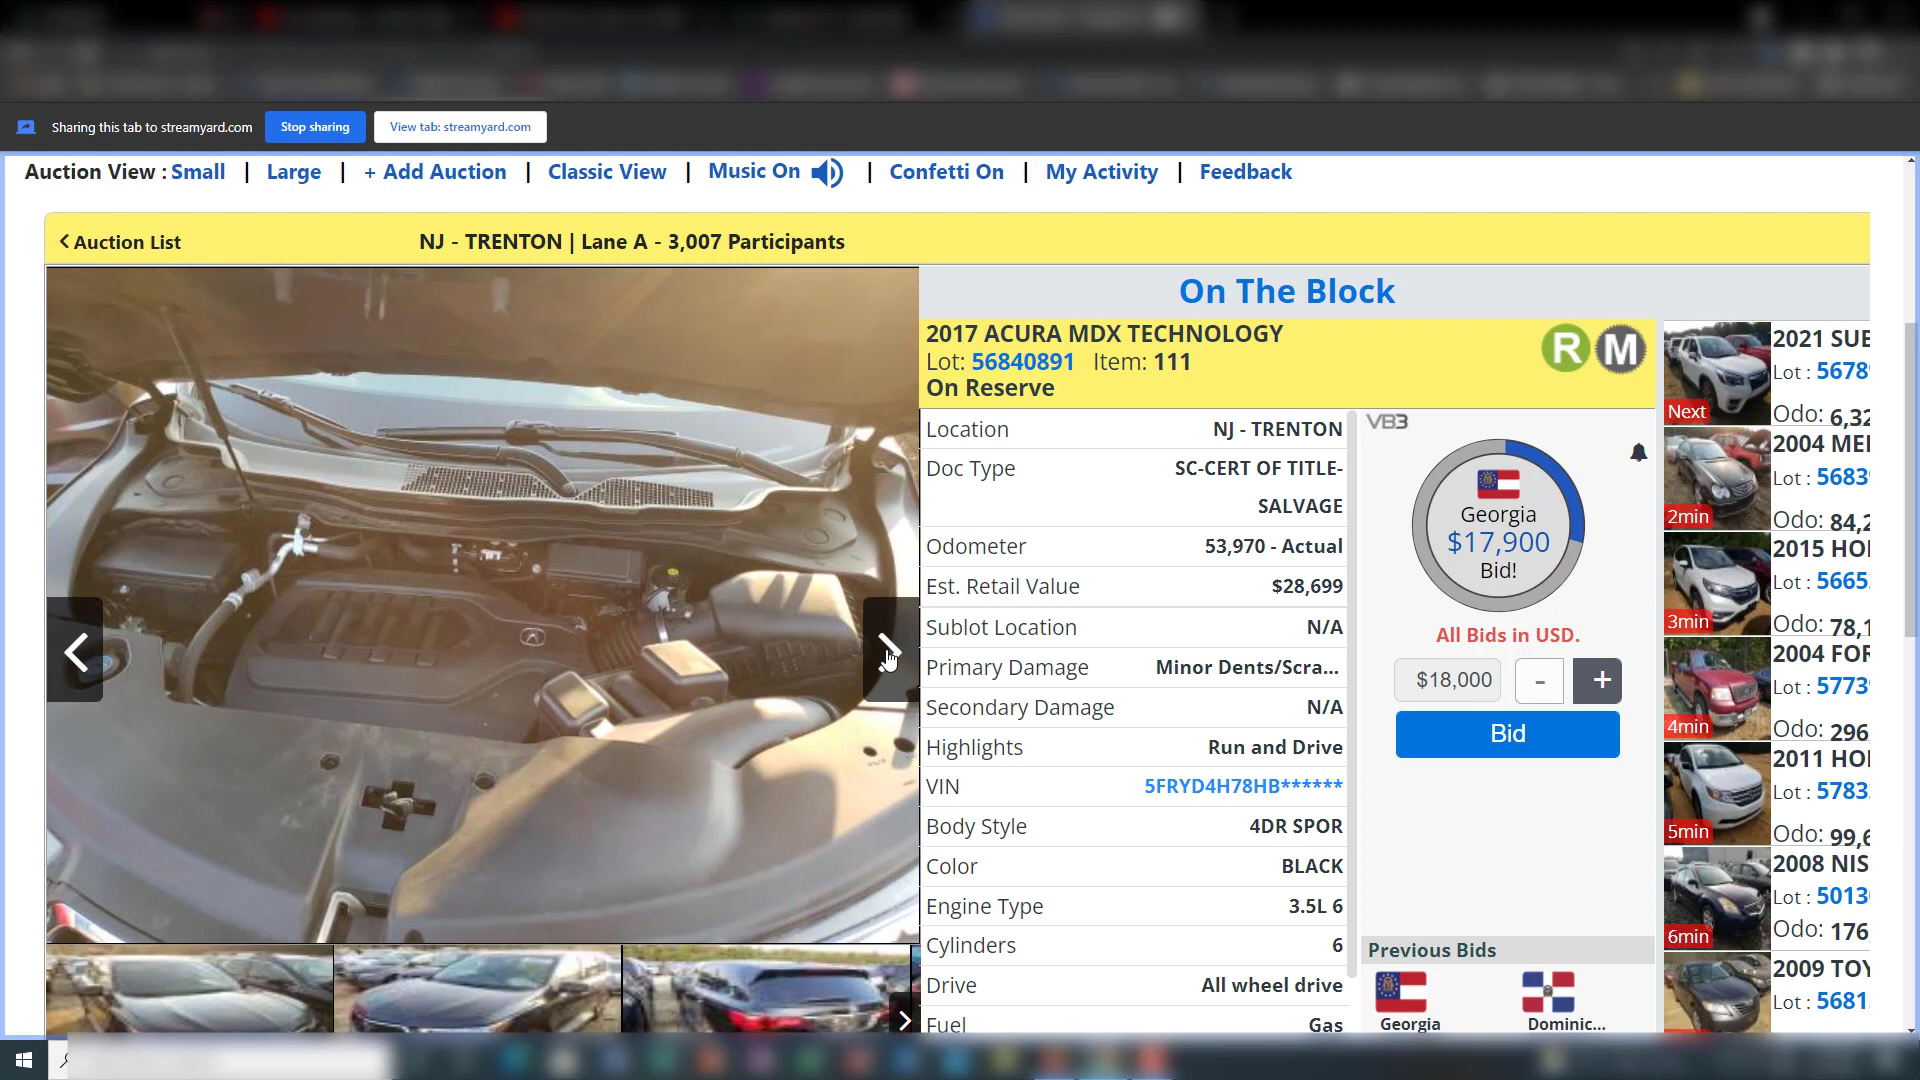 Sharing this tab to streamyard.com Stop sharing View tab: streamyard.com
Auction View : Small | Large | + Add Auction | Classic View | Music On | Confetti On | My Activity | Feedback
Auction List NJ - TRENTON | Lane A - 3,007 Participants
On The Block
2017 ACURA MDX TECHNOLOGY
Lot: 56840891 Item: 111
On Reserve
R M
Location NJ - TRENTON
Doc Type SC-CERT OF TITLE-
SALVAGE
Odometer 53,970 - Actual
Est. Retail Value $28,699
Sublot Location N/A
Primary Damage Minor Dents/Scra...
Secondary Damage N/A
Highlights Run and Drive
VIN 5FRYD4H78HB******
Body Style 4DR SPOR
Color BLACK
Engine Type 3.5L 6
Cylinders 6
Drive All wheel drive
Fuel Gas
VB3
Georgia
$17,900
Bid!
All Bids in USD.
$18,000 - +
Bid
Previous Bids
Georgia Dominic...
2021 SUB
Lot : 5678
Next Odo: 6,32
2004 MER
Lot : 5683
2min Odo: 84,2
2015 HON
Lot : 5665
3min Odo: 78,1
2004 FOR
Lot : 5773
4min Odo: 296
2011 HON
Lot : 5783
5min Odo: 99,6
2008 NIS
Lot : 5013
6min Odo: 176
2009 TOY
Lot : 5681